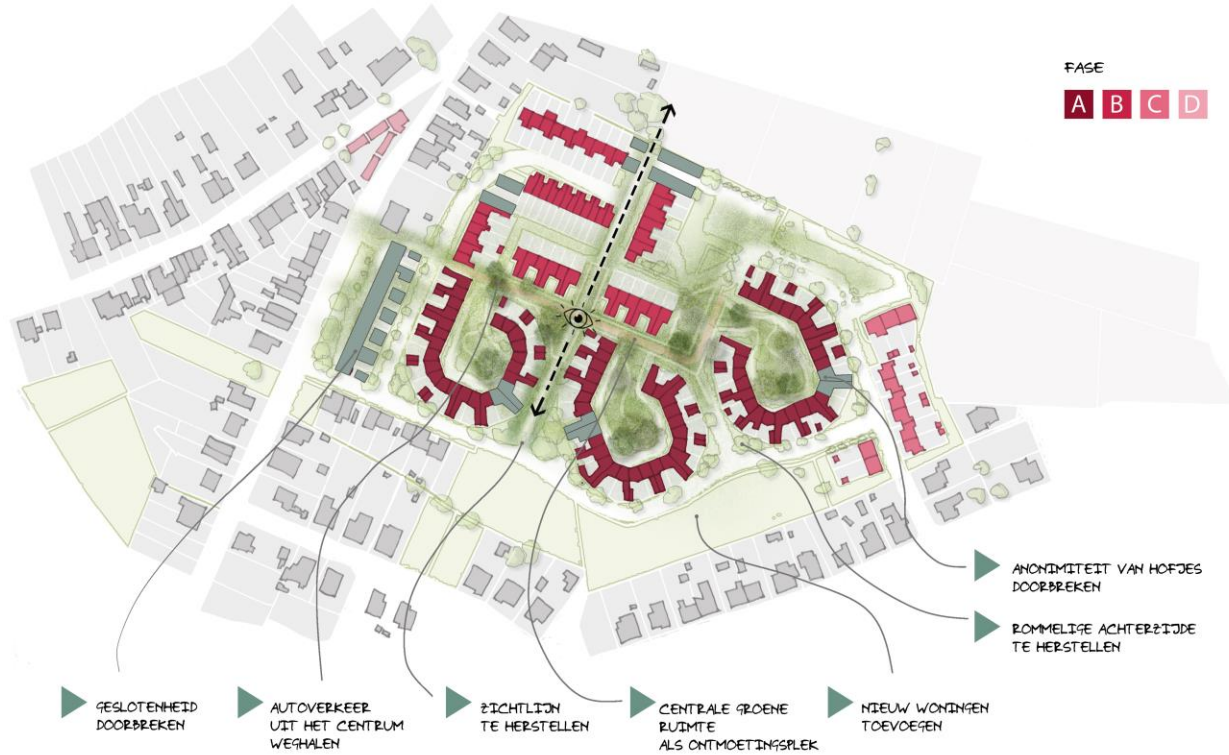 FASE
A B C D
ANONIMITEIT VAN HOFJES
DOORBREKEN
ROMMELIGE ACHTERZIJDE
TE HERSTELLEN
GESLOTENHEID
DOORBREKEN
AUTOVERKEER
UIT HET CENTRUM
WEGHALEN
ZICHTLIJN
TE HERSTELLEN
CENTRALE GROENE
RUIMTE
ALS ONTMOETINGSPLEK
NIEUW WONINGEN
TOEVOEGEN